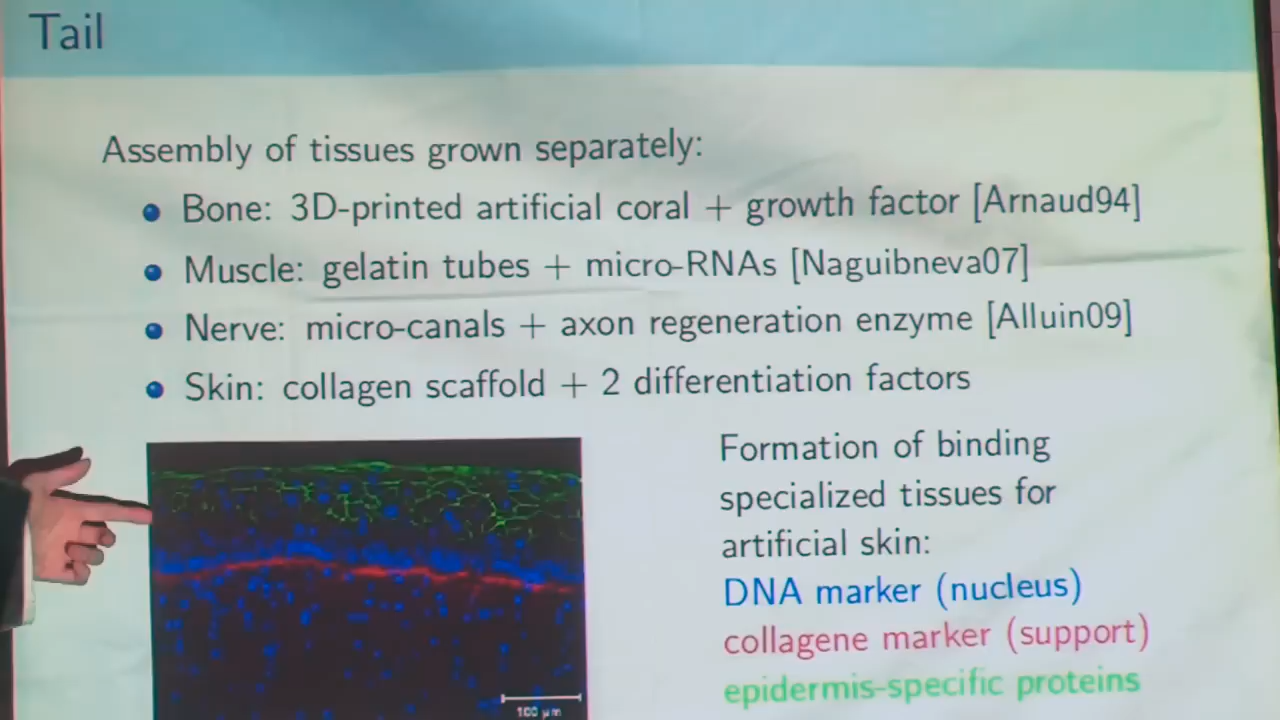 Tail
Assembly of tissues grown separately:
Bone: 3D-printed artificial coral + growth factor [Arnaud94]
Muscle: gelatin tubes + micro-RNAs [Naguibneva07]
Nerve: micro-canals + axon regeneration enzyme [Alluin09]
Skin: collagen scaffold + 2 differentiation factors
Formation of binding
specialized tissues for
artificial skin:
DNA marker (nucleus)
collagene marker (support)
epidermis-specific proteins
100 µm